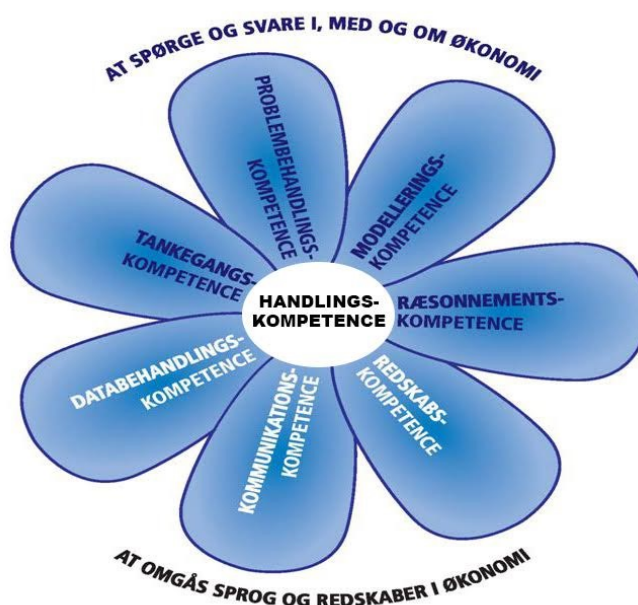 AT SPØRGE OG SVARE I, MED OG OM ØKONOMI
PROBLEMBEHANDLINGS-
KOMPETENCE
MODELLERINGS-
KOMPETENCE
TANKEGANGS-
KOMPETENCE
HANDLINGS-
KOMPETENCE
RÆSONNEMENTS-
KOMPETENCE
DATABEHANDLINGS-
KOMPETENCE
KOMMUNIKATIONS-
KOMPETENCE
REDSKABS-
KOMPETENCE
AT OMGÅS SPROG OG REDSKABER I ØKONOMI